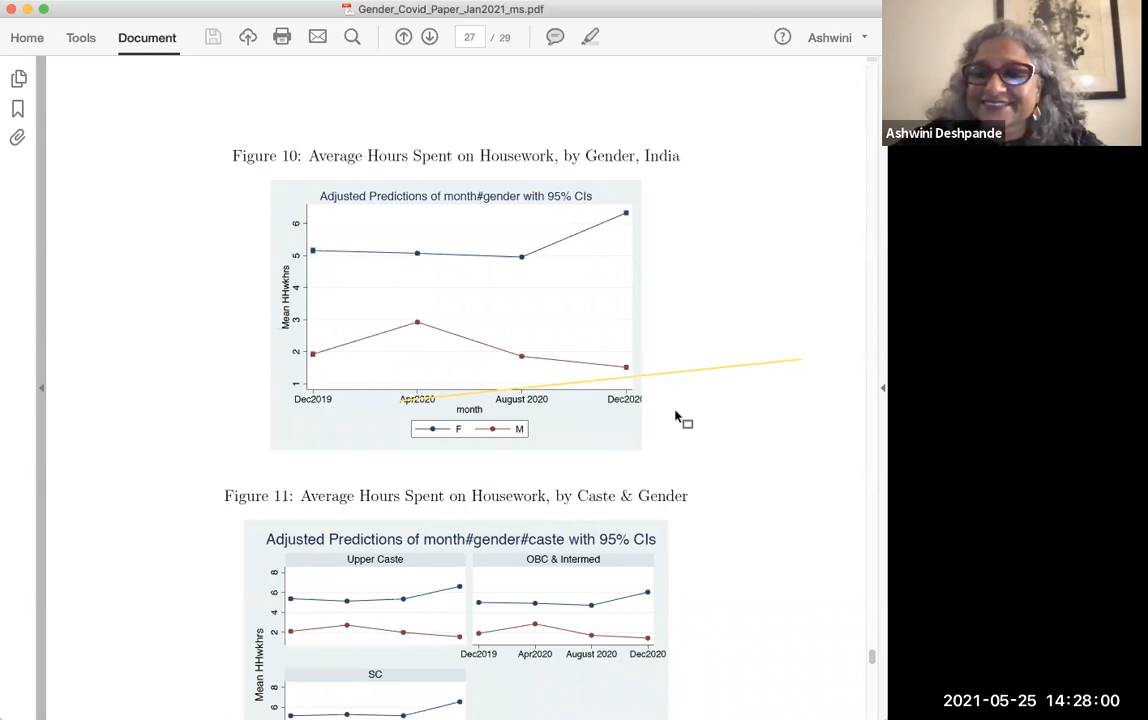 Gender_Covid_Paper_Jan2021_ms.pdf
Home Tools Document 27 / 29 Ashwini
Ashwini Deshpande
Figure 10: Average Hours Spent on Housework, by Gender, India
Adjusted Predictions of month#gender with 95% CIs
6
5
4
3
2
1
Mean HHwkhrs
Dec2019 Apr2020 August 2020 Dec2020
month
F M
Figure 11: Average Hours Spent on Housework, by Caste & Gender
Adjusted Predictions of month#gender#caste with 95% CIs
Upper Caste OBC & Intermed
8
6
4
2
Mean HHwkhrs
Dec2019 Apr2020 August 2020 Dec2020
SC
8
6
2021-05-25 14:28:00